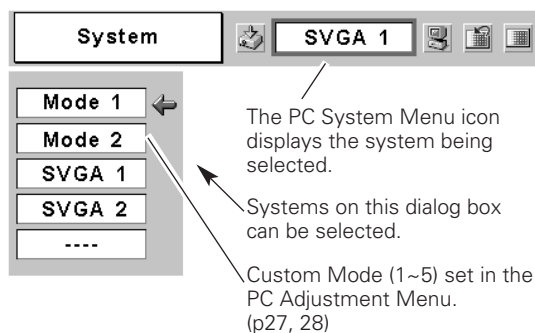 System
SVGA 1
Mode 1
Mode 2
SVGA 1
SVGA 2
----
The PC System Menu icon
displays the system being
selected.
Systems on this dialog box
can be selected.
Custom Mode (1~5) set in the
PC Adjustment Menu.
(p27, 28)